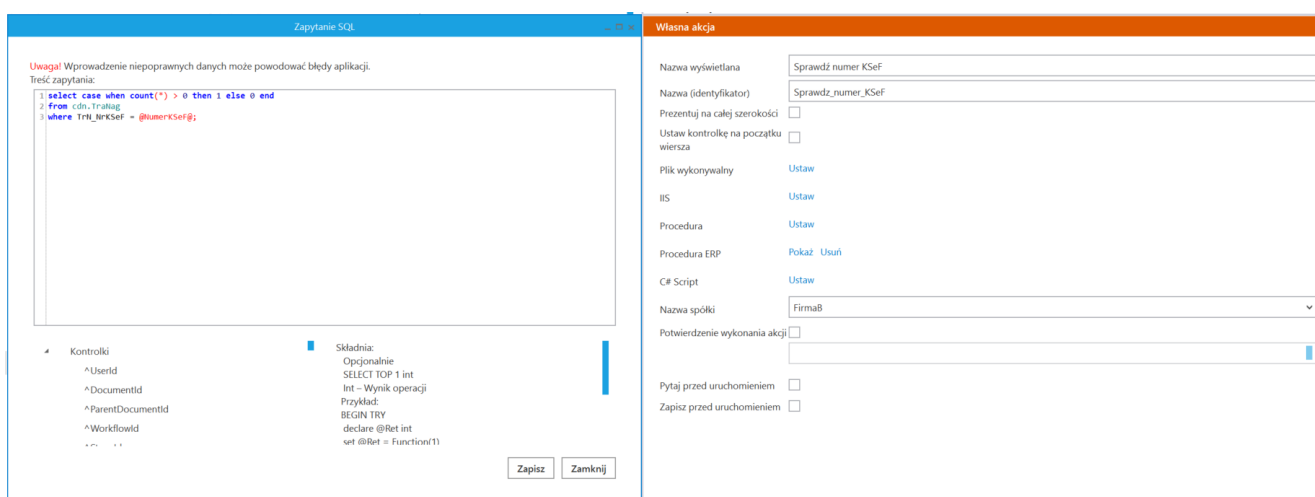 Zapytanie SQL
Uwaga! Wprowadzenie niepoprawnych danych może powodować błędy aplikacji.
Treść zapytania:
1 select case when count(*) > 0 then 1 else 0 end
2 from cdn.TraNag
3 where TrN_NrKSeF = @NumerKSeF@;
Kontrolki
^UserId
^DocumentId
^ParentDocumentId
^WorkflowId
Składnia:
Opcjonalnie
SELECT TOP 1 int
Int – Wynik operacji
Przykład:
BEGIN TRY
declare @Ret int
set @Ret = Function(1)
Zapisz Zamknij
Własna akcja
Nazwa wyświetlana Sprawdź numer KSeF
Nazwa (identyfikator) Sprawdz_numer_KSeF
Prezentuj na całej szerokości
Ustaw kontrolkę na początku
wiersza
Plik wykonywalny Ustaw
IIS Ustaw
Procedura Ustaw
Procedura ERP Pokaż Usuń
C# Script Ustaw
Nazwa spółki FirmaB
Potwierdzenie wykonania akcji
Pytaj przed uruchomieniem
Zapisz przed uruchomieniem